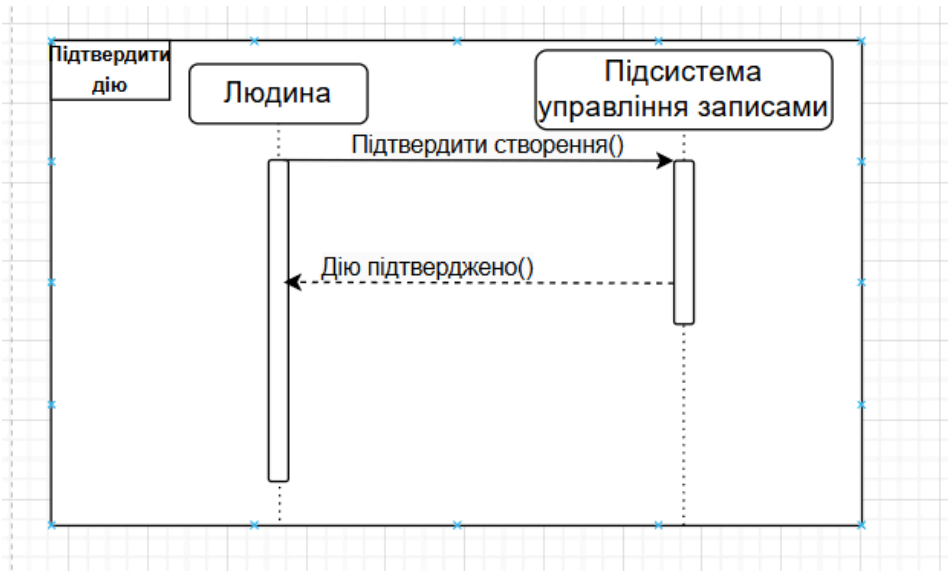 Підтвердити
дію
Людина
Підсистема
управління записами
Підтвердити створення()
Дію підтверджено()